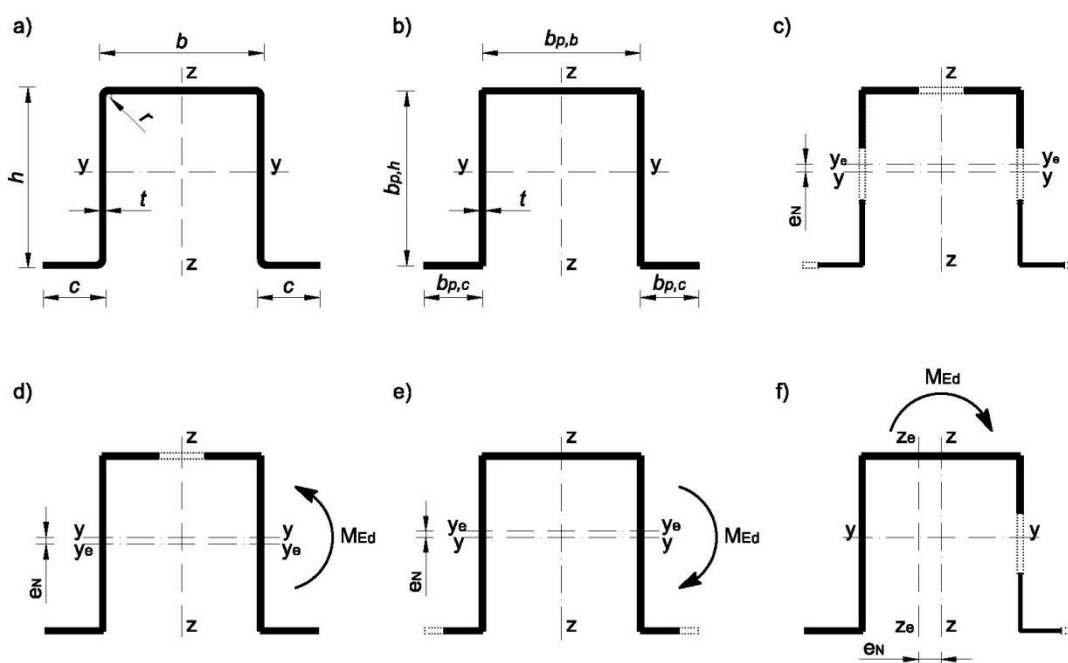 a)
b
z
h
r
y y
t
z
c c
b)
bp,b
z
bp,h
y y
t
z
bp,c bp,c
c)
z
ye ye
y y
eN
z
d)
z
y y
ye ye
eN
MEd
z
e)
z
ye ye
y y
eN
MEd
z
f)
MEd
ze z
y y
ze z
eN